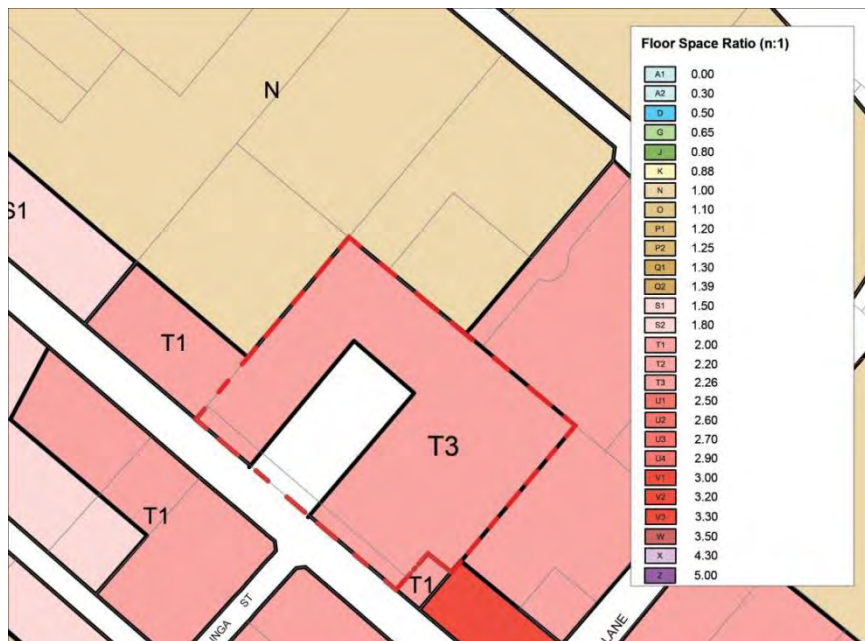 N
S1
T1
T3
T1
T1
INGA ST
LANE
Floor Space Ratio (n:1)
A1 0.00
A2 0.30
D 0.50
G 0.65
J 0.80
K 0.88
N 1.00
O 1.10
P1 1.20
P2 1.25
Q1 1.30
Q2 1.39
S1 1.50
S2 1.80
T1 2.00
T2 2.20
T3 2.26
U1 2.50
U2 2.60
U3 2.70
U4 2.90
V1 3.00
V2 3.20
V3 3.30
W 3.50
X 4.30
Z 5.00